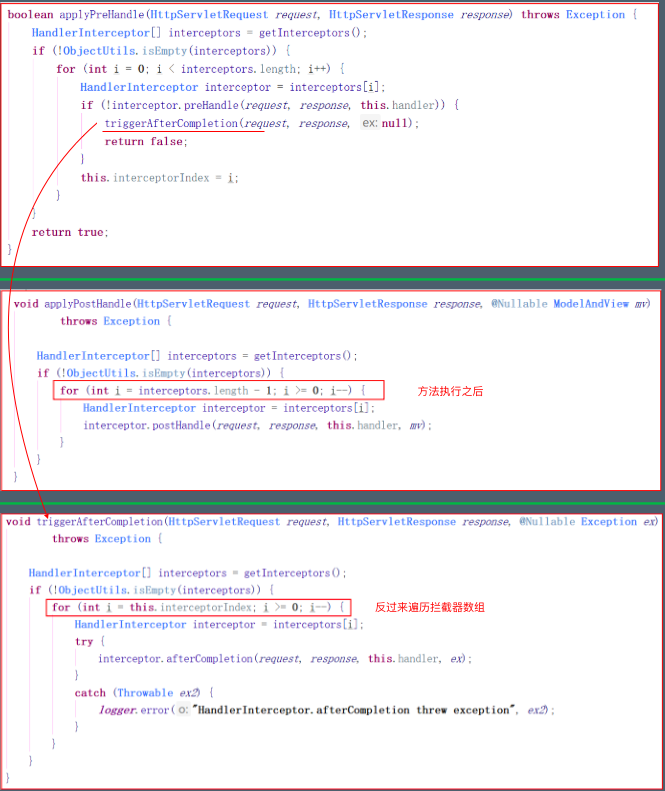 boolean applyPreHandle(HttpServletRequest request, HttpServletResponse response) throws Exception {
HandlerInterceptor[] interceptors = getInterceptors();
if (!ObjectUtils.isEmpty(interceptors)) {
for (int i = 0; i < interceptors.length; i++) {
HandlerInterceptor interceptor = interceptors[i];
if (!interceptor.preHandle(request, response, this.handler)) {
triggerAfterCompletion(request, response, ex: null);
return false;
}
this.interceptorIndex = i;
}
}
return true;
}
void applyPostHandle(HttpServletRequest request, HttpServletResponse response, @Nullable ModelAndView mv)
throws Exception {
HandlerInterceptor[] interceptors = getInterceptors();
if (!ObjectUtils.isEmpty(interceptors)) {
for (int i = interceptors.length - 1; i >= 0; i--) { 方法执行之后
HandlerInterceptor interceptor = interceptors[i];
interceptor.postHandle(request, response, this.handler, mv);
}
}
}
void triggerAfterCompletion(HttpServletRequest request, HttpServletResponse response, @Nullable Exception ex)
throws Exception {
HandlerInterceptor[] interceptors = getInterceptors();
if (!ObjectUtils.isEmpty(interceptors)) {
for (int i = this.interceptorIndex; i >= 0; i--) { 反过来遍历拦截器数组
HandlerInterceptor interceptor = interceptors[i];
try {
interceptor.afterCompletion(request, response, this.handler, ex);
}
catch (Throwable ex2) {
logger.error( o: "HandlerInterceptor.afterCompletion threw exception", ex2);
}
}
}
}